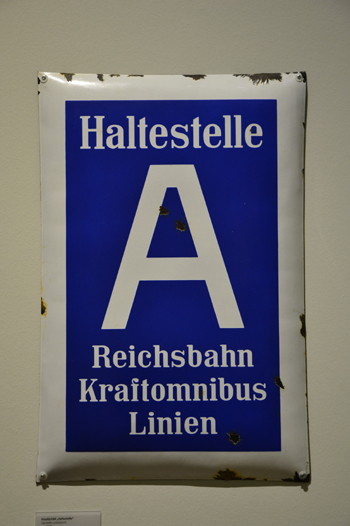 Haltestelle
A
Reichsbahn
Kraftomnibus
Linien